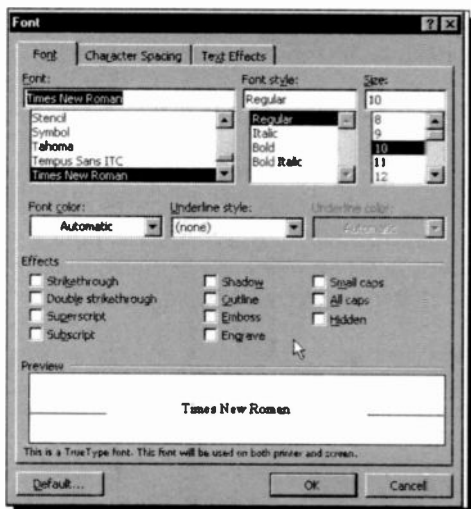 Font
Font Character Spacing Text Effects
Font: Font style: Size:
Times New Roman Regular 10
Stencil Regular 8
Symbol Italic 9
Tahoma Bold 10
Tempus Sans ITC Bold Italic 11
Times New Roman 12
Font color: Underline style: Underline color:
Automatic (none) Automatic
Effects
Strikethrough Shadow Small caps
Double strikethrough Outline All caps
Superscript Emboss Hidden
Subscript Engrave
Preview
Times New Roman
This is a TrueType font. This font will be used on both printer and screen.
Default... OK Cancel